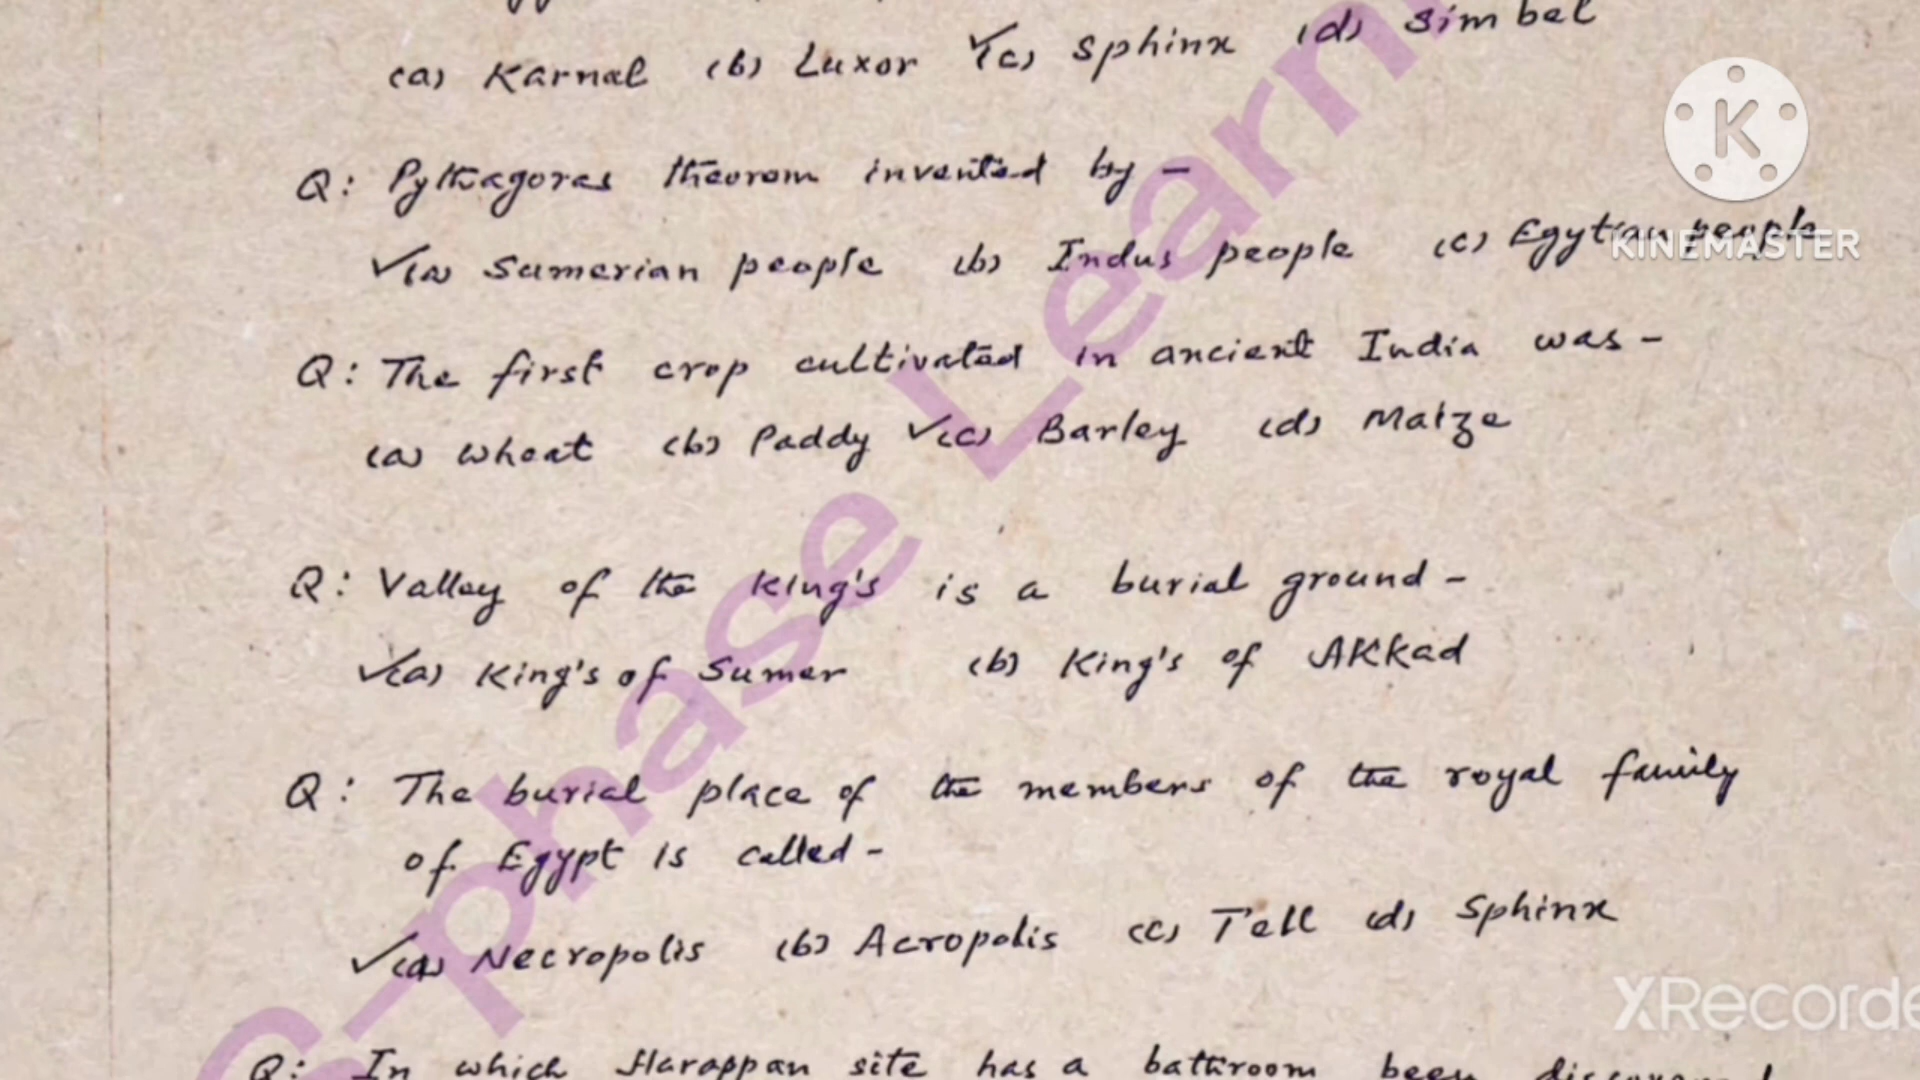 (a) Karnal (b) Luxor ✓(c) Sphinx (d) Simbel
Q: Pythagoras theorom invented by -
✓(a) Sumerian people (b) Indus people (c) Egytian people
Q: The first crop cultivated in ancient India was -
(a) Wheat (b) Paddy ✓(c) Barley (d) Maize
Q: Valley of the King's is a burial ground -
✓(a) King's of Sumer (b) King's of Akkad
Q: The burial place of the members of the royal family
of Egypt is called -
✓(a) Necropolis (b) Acropolis (c) Tell (d) Sphinx
Q: In which Harappan site has a bathroom been
K
KINEMASTER
XRecorde
-phase Learn